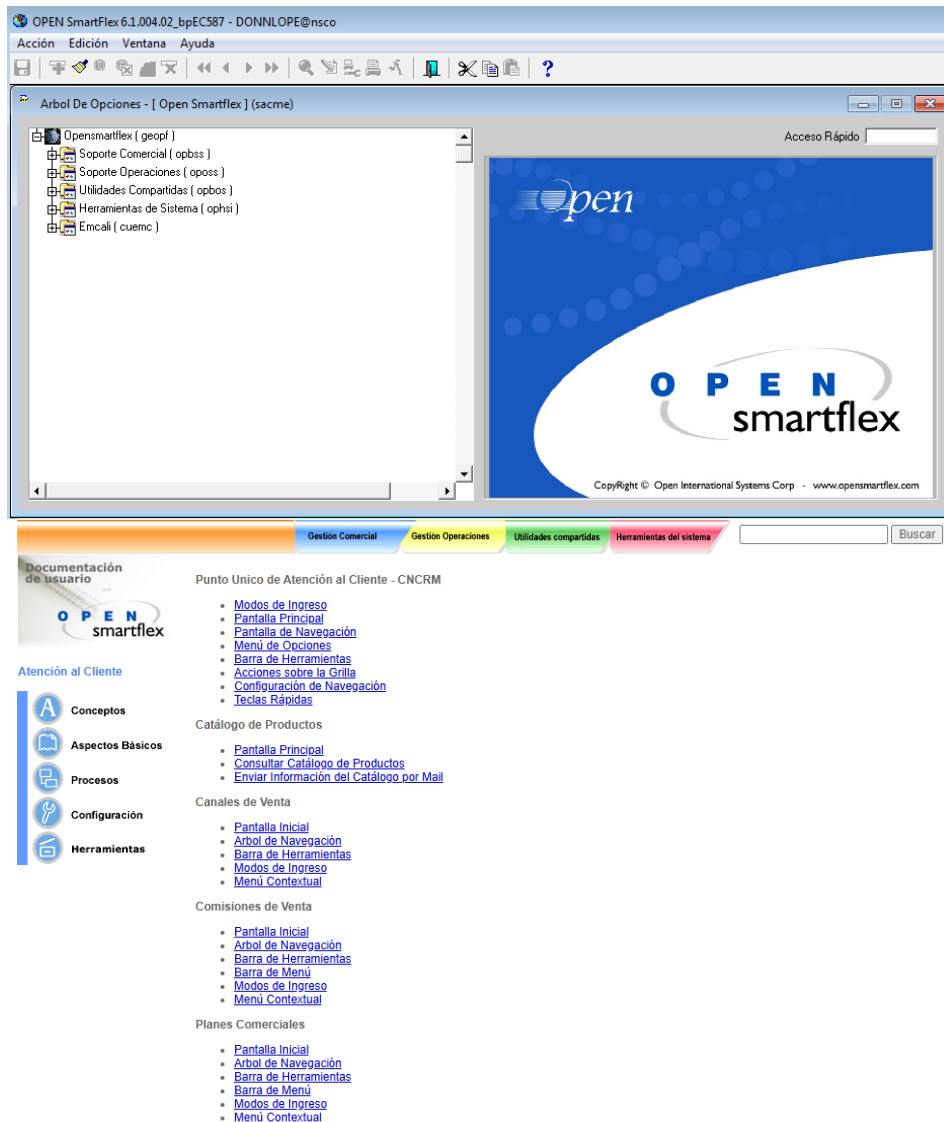 OPEN SmartFlex 6.1.004.02_bpEC587 - DONNLOPE@nsco
Acción Edición Ventana Ayuda
Arbol De Opciones - [ Open Smartflex ] (sacme)
Opensmartflex ( geopf )
Soporte Comercial ( opbss )
Soporte Operaciones ( oposs )
Utilidades Compartidas ( opbos )
Herramientas de Sistema ( ophsi )
Emcali ( cuemc )
Acceso Rápido
Open
OPEN
smartflex
CopyRight © Open International Systems Corp - www.opensmartflex.com
Gestión Comercial Gestión Operaciones Utilidades compartidas Herramientas del sistema Buscar
Documentación
de usuario
OPEN
smartflex
Atención al Cliente
Conceptos
Aspectos Básicos
Procesos
Configuración
Herramientas
Punto Unico de Atención al Cliente - CNCRM
Modos de Ingreso
Pantalla Principal
Pantalla de Navegación
Menú de Opciones
Barra de Herramientas
Acciones sobre la Grilla
Configuración de Navegación
Teclas Rápidas
Catálogo de Productos
Pantalla Principal
Consultar Catálogo de Productos
Enviar Información del Catálogo por Mail
Canales de Venta
Pantalla Inicial
Arbol de Navegación
Barra de Herramientas
Modos de Ingreso
Menú Contextual
Comisiones de Venta
Pantalla Inicial
Arbol de Navegación
Barra de Herramientas
Barra de Menú
Modos de Ingreso
Menú Contextual
Planes Comerciales
Pantalla Inicial
Arbol de Navegación
Barra de Herramientas
Barra de Menú
Modos de Ingreso
Menú Contextual